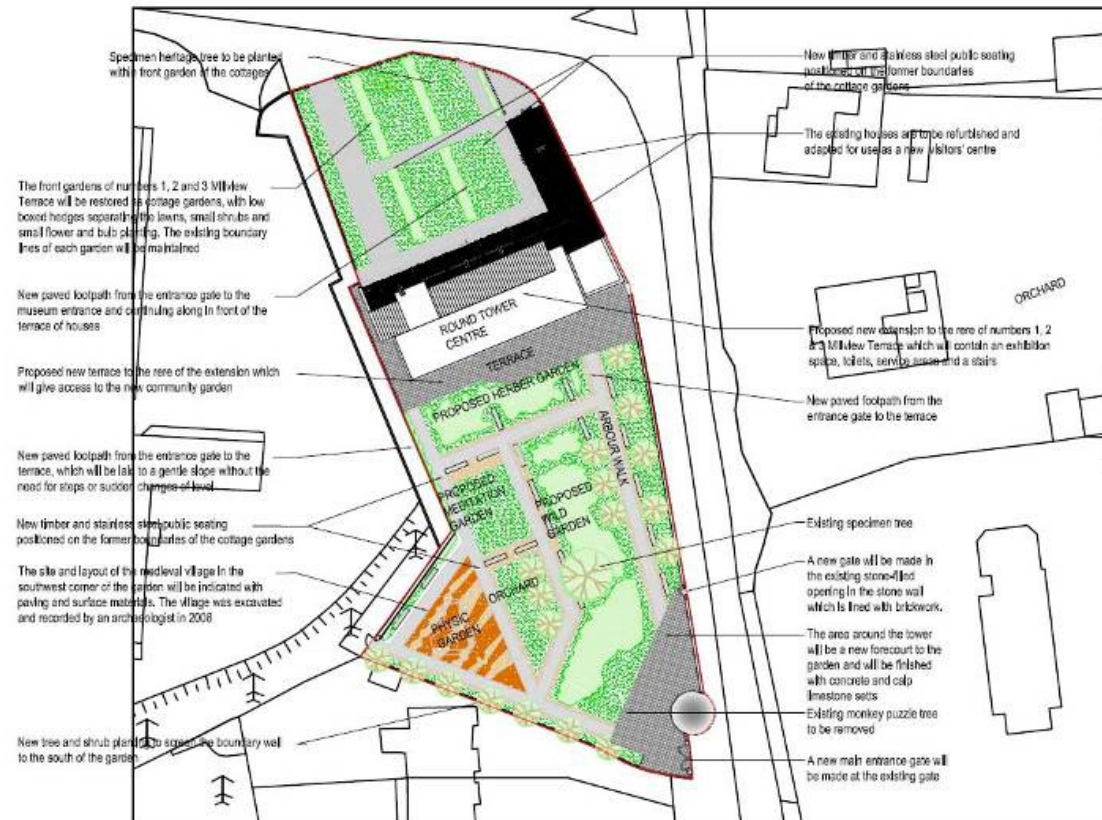 Specimen heritage tree to be planted
within front garden of the cottages
The front gardens of numbers 1, 2 and 3 Millview
Terrace will be restored as cottage gardens, with low
boxed hedges separating the lawns, small shrubs and
small flower and bulb planting. The existing boundary
lines of each garden will be maintained
New paved footpath from the entrance gate to the
museum entrance and continuing along in front of the
terrace of houses
Proposed new terrace to the rere of the extension which
will give access to the new community garden
New paved footpath from the entrance gate to the
terrace, which will be laid to a gentle slope without the
need for steps or sudden changes of level
New timber and stainless steel public seating
positioned on the former boundaries of the cottage gardens
The site and layout of the medieval village in the
southwest corner of the garden will be indicated with
paving and surface materials. The village was excavated
and recorded by an archaeologist in 2008
New tree and shrub planting to screen the boundary wall
to the south of the garden
ROUND TOWER
CENTRE
TERRACE
PROPOSED HERBER GARDEN
ARBOUR WALK
PROPOSED
MEDITATION
GARDEN
PROPOSED
WILD
GARDEN
ORCHARD
PHYSIC
GARDEN
New timber and stainless steel public seating
positioned on the former boundaries
of the cottage gardens
The existing houses are to be refurbished and
adapted for use as a new visitors' centre
ORCHARD
Proposed new extension to the rere of numbers 1, 2
& 3 Millview Terrace which will contain an exhibition
space, toilets, service areas and a stairs
New paved footpath from the
entrance gate to the terrace
Existing specimen tree
A new gate will be made in
the existing stone-filled
opening in the stone wall
which is lined with brickwork.
The area around the tower
will be a new forecourt to the
garden and will be finished
with concrete and calp
limestone setts
Existing monkey puzzle tree
to be removed
A new main entrance gate will
be made at the existing gate